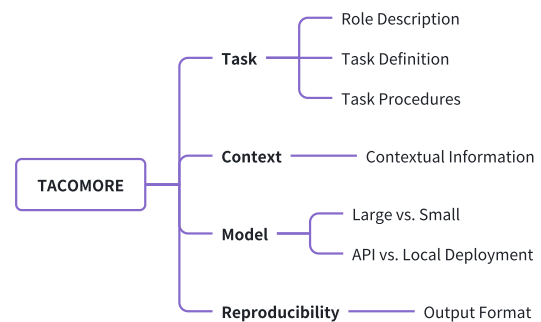 TACOMORE
Task
Role Description
Task Definition
Task Procedures
Context
Contextual Information
Model
Large vs. Small
API vs. Local Deployment
Reproducibility
Output Format